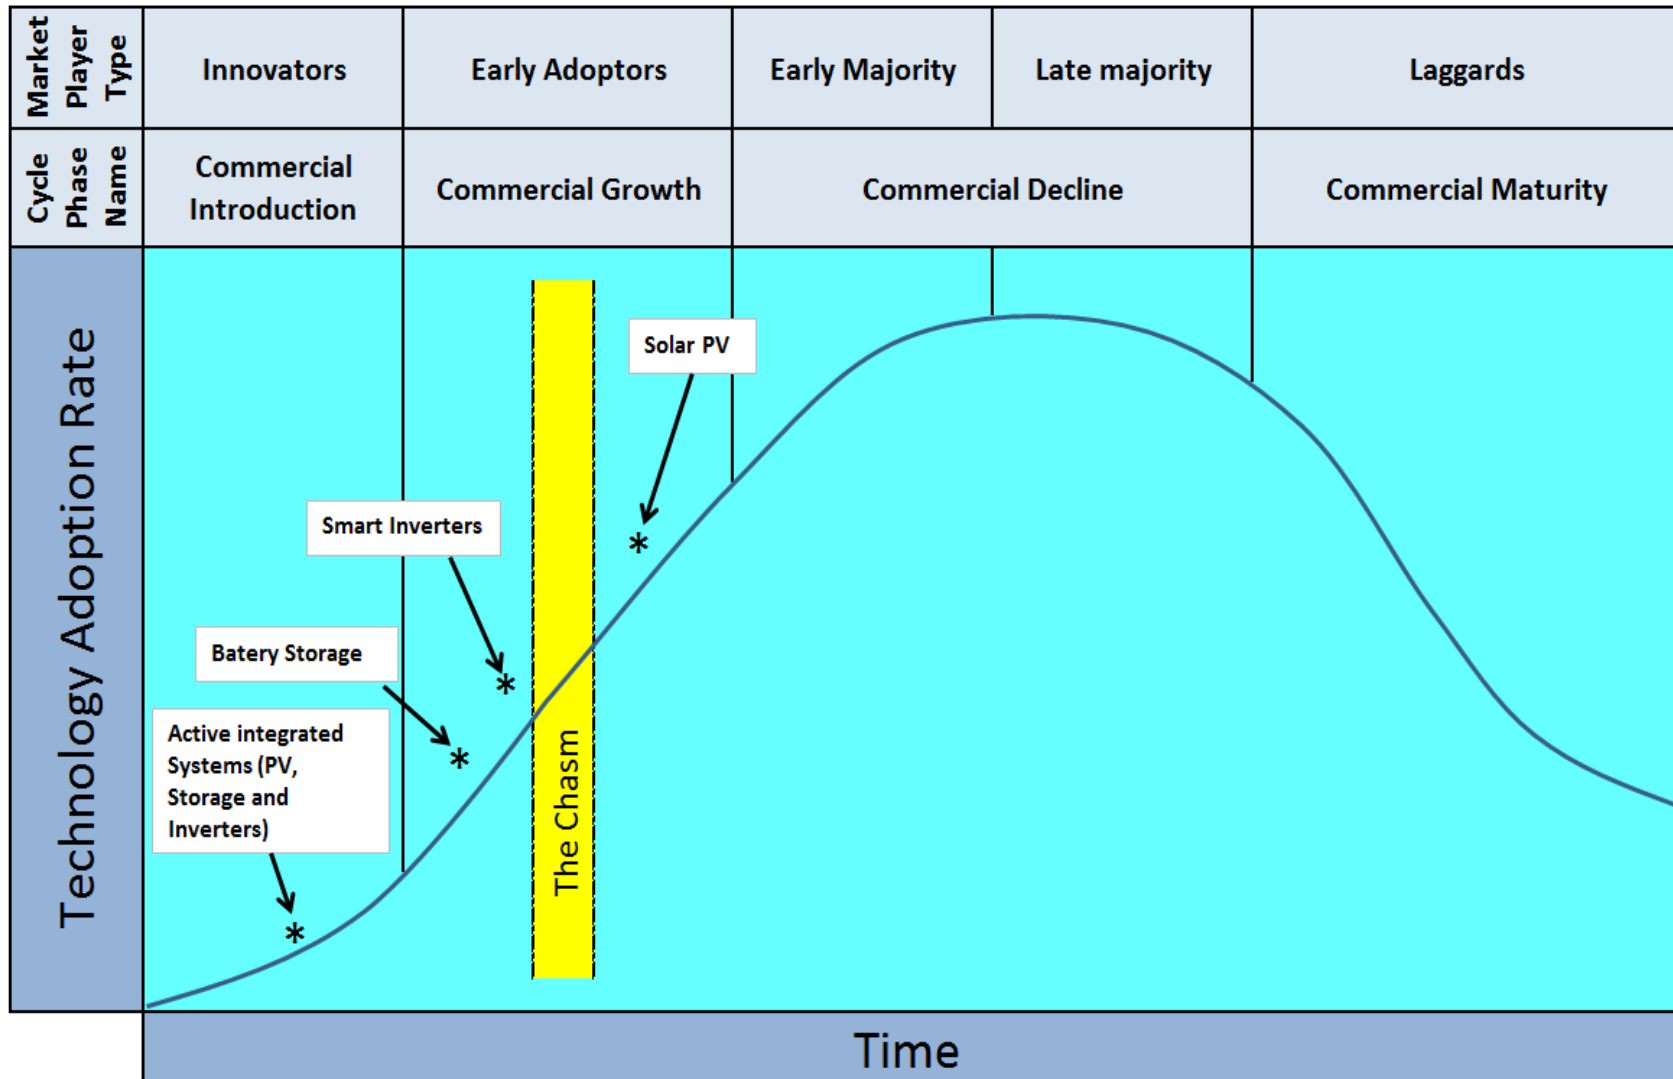 Market
Player
Type
Innovators
Early Adoptors
Early Majority
Late majority
Laggards
Cycle
Phase
Name
Commercial
Introduction
Commercial Growth
Commercial Decline
Commercial Maturity
Technology Adoption Rate
Solar PV
Smart Inverters
Batery Storage
Active integrated
Systems (PV,
Storage and
Inverters)
*
*
*
*
The Chasm
Time